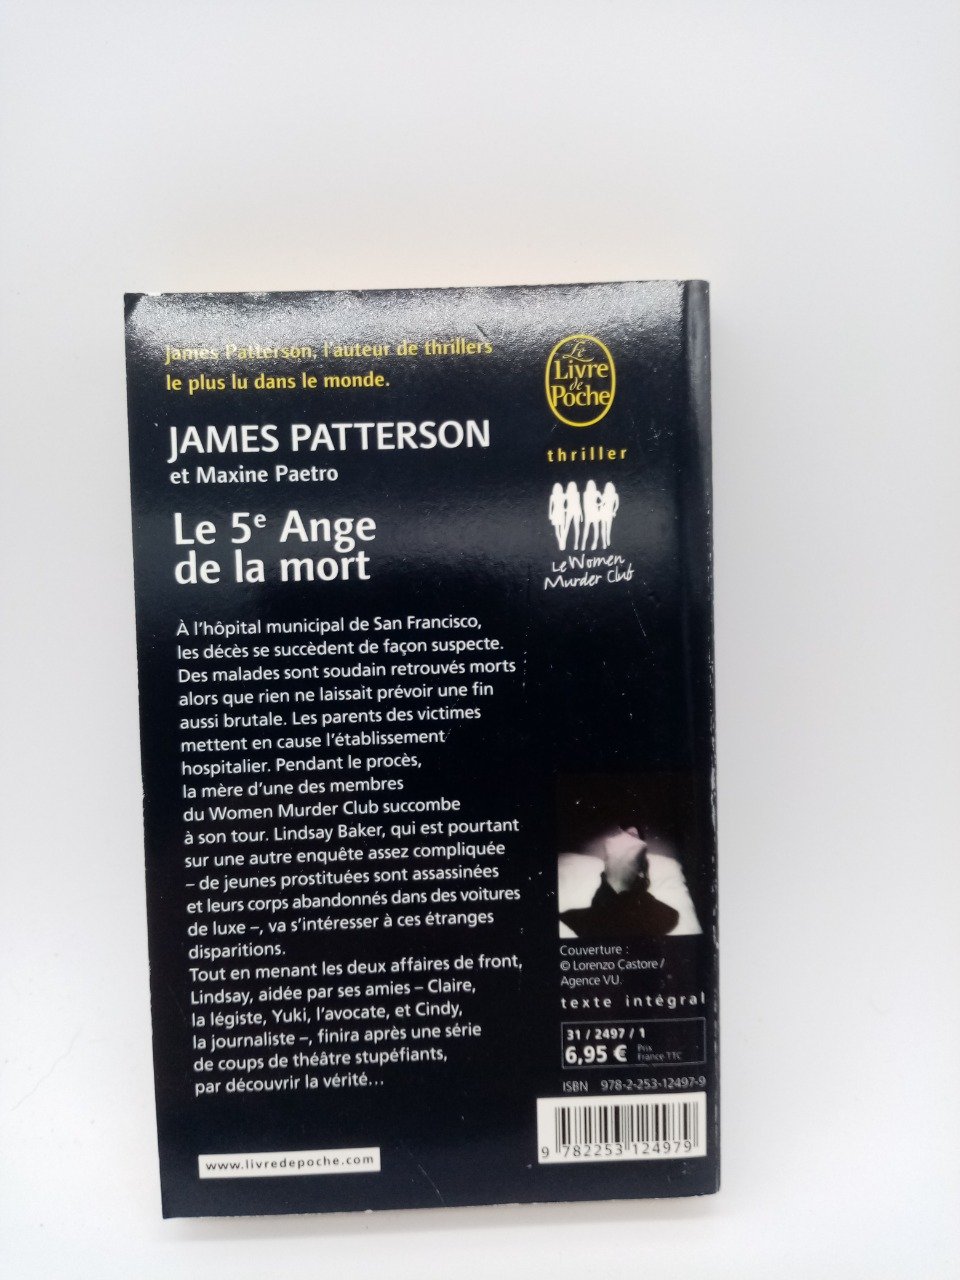 James Patterson, l'auteur de thrillers
le plus lu dans le monde.
JAMES PATTERSON
et Maxine Paetro
Le 5e Ange
de la mort
À l'hôpital municipal de San Francisco,
les décès se succèdent de façon suspecte.
Des malades sont soudain retrouvés morts
alors que rien ne laissait prévoir une fin
aussi brutale. Les parents des victimes
mettent en cause l'établissement
hospitalier. Pendant le procès,
la mère d'une des membres
du Women Murder Club succombe
à son tour. Lindsay Baker, qui est pourtant
sur une autre enquête assez compliquée
– de jeunes prostituées sont assassinées
et leurs corps abandonnés dans des voitures
de luxe –, va s'intéresser à ces étranges
disparitions.
Tout en menant les deux affaires de front,
Lindsay, aidée par ses amies – Claire,
la légiste, Yuki, l'avocate, et Cindy,
la journaliste –, finira après une série
de coups de théâtre stupéfiants,
par découvrir la vérité...
www.livredepoche.com
Le
Livre
de
Poche
thriller
Le Women
Murder Club
Couverture :
© Lorenzo Castore /
Agence VU.
texte intégral
31 / 2497 / 1
6,95 € Prix
France TTC
ISBN 978-2-253-12497-9
9 782253 124979